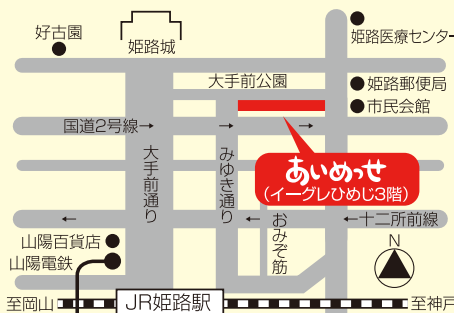 好古園
姫路城
姫路医療センター
大手前公園
姫路郵便局
市民会館
国道2号線→
→
→
大手前通り
みゆき通り
あいめっせ
(イーグレひめじ3階)
←
←
←十二所前線
おみぞ筋
山陽百貨店
山陽電鉄
N
至岡山
JR姫路駅
至神戸